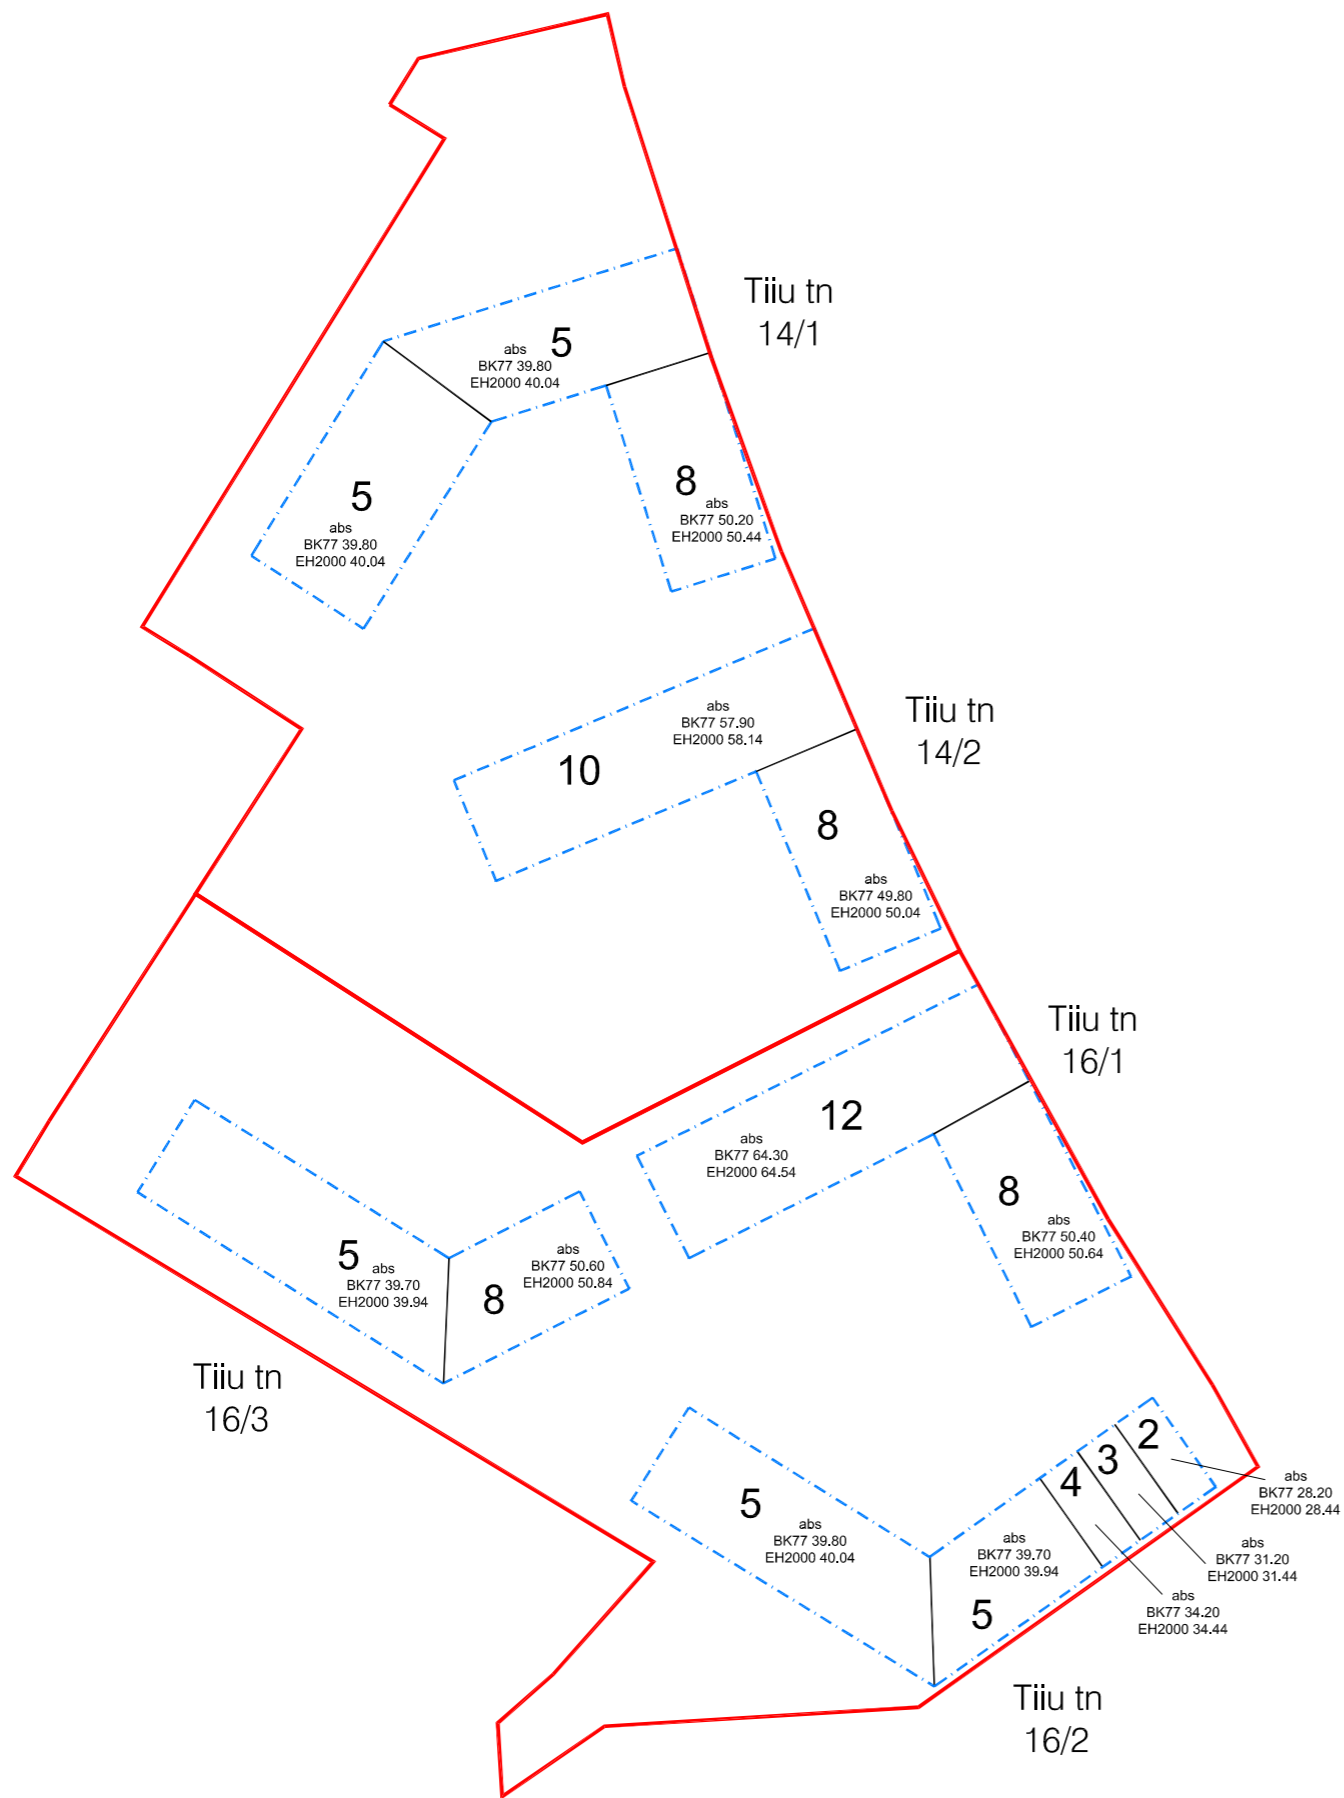 Tiiu tn
14/1
5
abs
BK77 39.80
EH2000 40.04
5
abs
BK77 39.80
EH2000 40.04
8
abs
BK77 50.20
EH2000 50.44
Tiiu tn
14/2
abs
BK77 57.90
EH2000 58.14
10
8
abs
BK77 49.80
EH2000 50.04
Tiiu tn
16/1
12
abs
BK77 64.30
EH2000 64.54
8
abs
BK77 50.40
EH2000 50.64
5
abs
BK77 39.70
EH2000 39.94
8
abs
BK77 50.60
EH2000 50.84
Tiiu tn
16/3
5
abs
BK77 39.80
EH2000 40.04
abs
BK77 39.70
EH2000 39.94
5
4
3
2
abs
BK77 28.20
EH2000 28.44
abs
BK77 31.20
EH2000 31.44
abs
BK77 34.20
EH2000 34.44
Tiiu tn
16/2